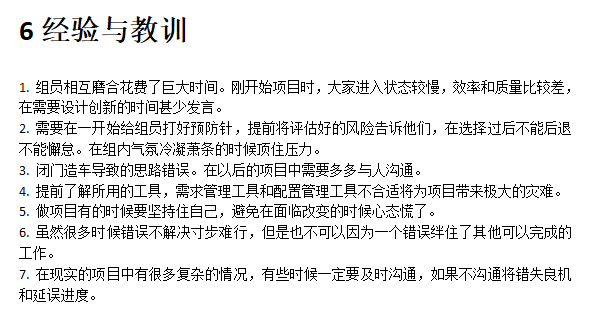 6 经验与教训
1. 组员相互磨合花费了巨大时间。刚开始项目时，大家进入状态较慢，效率和质量比较差，
在需要设计创新的时间甚少发言。
2. 需要在一开始给组员打好预防针，提前将评估好的风险告诉他们，在选择过后不能后退
不能懈怠。在组内气氛冷凝萧条的时候顶住压力。
3. 闭门造车导致的思路错误。在以后的项目中需要多多与人沟通。
4. 提前了解所用的工具，需求管理工具和配置管理工具不合适将为项目带来极大的灾难。
5. 做项目有的时候要坚持住自己，避免在面临改变的时候心态慌了。
6. 虽然很多时候错误不解决寸步难行，但是也不可以因为一个错误绊住了其他可以完成的
工作。
7. 在现实的项目中有很多复杂的情况，有些时候一定要及时沟通，如果不沟通将错失良机
和延误进度。